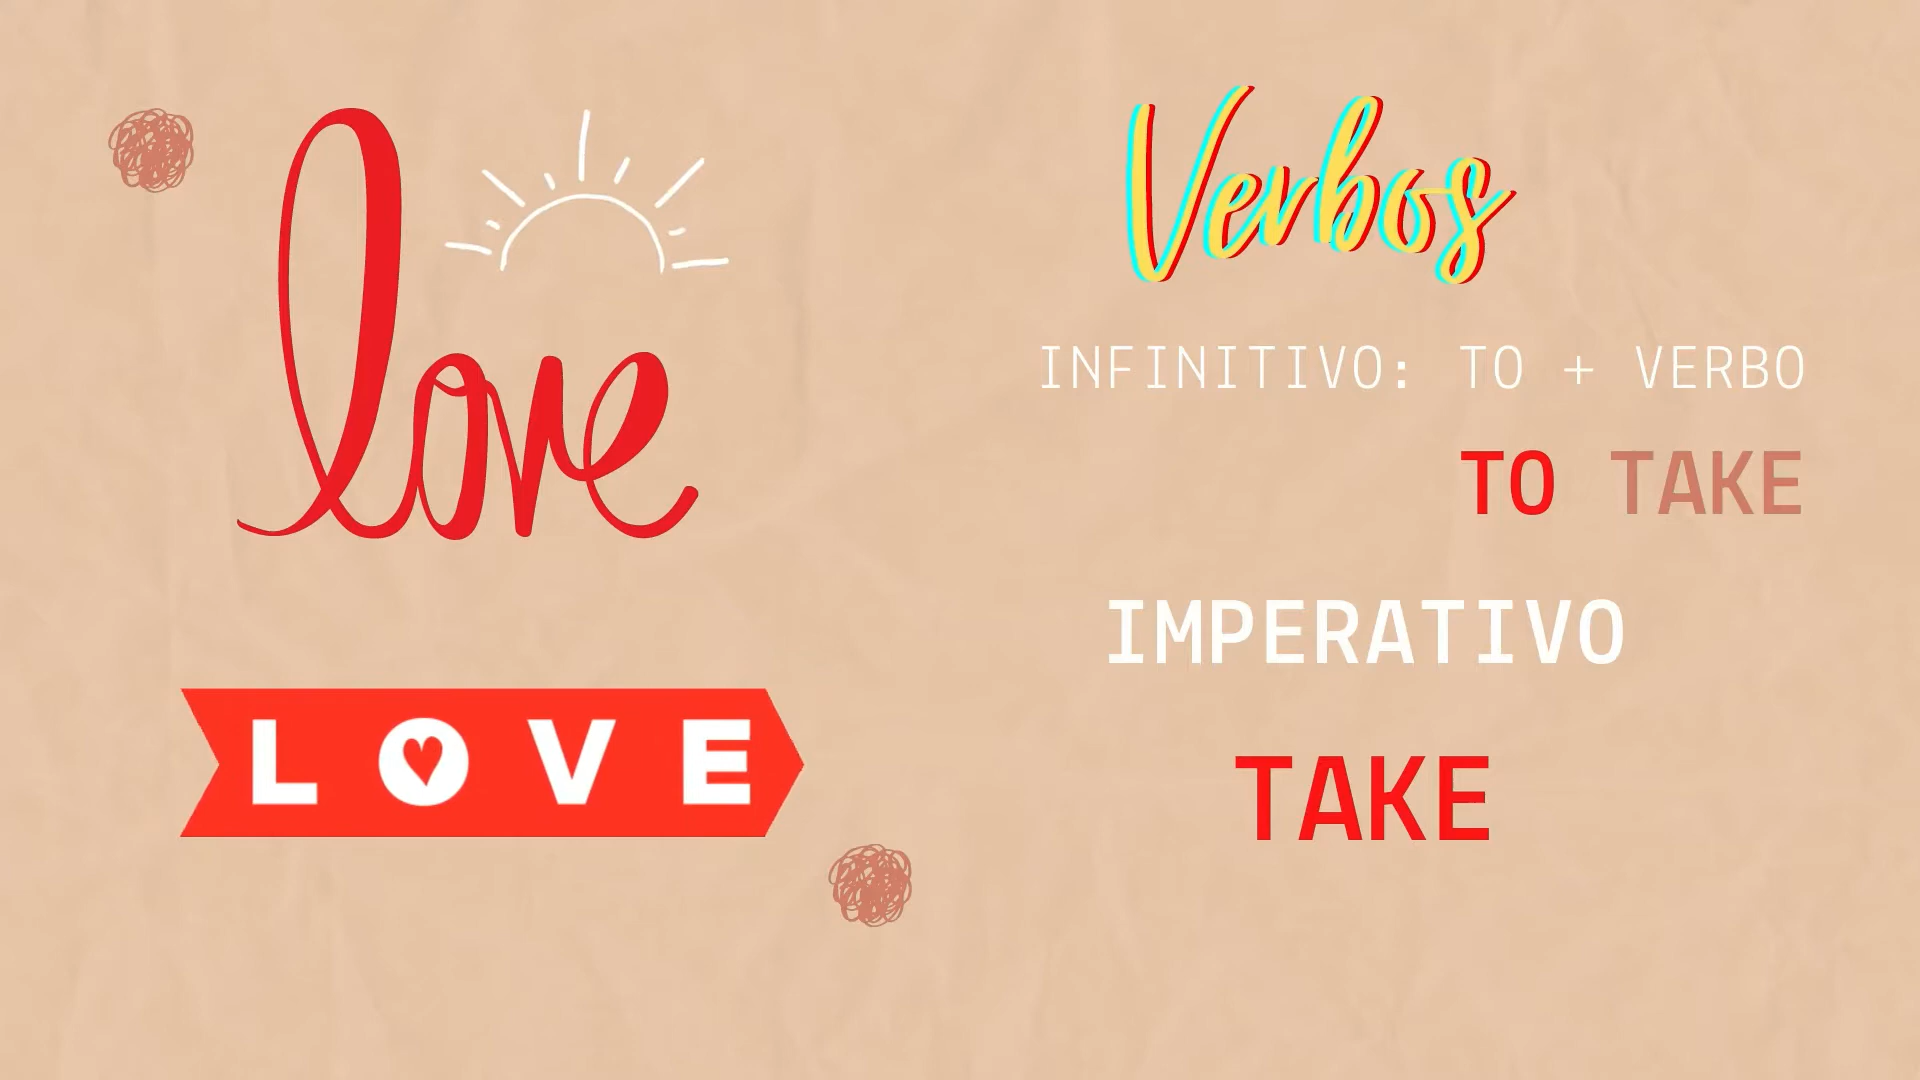 love
LOVE
Verbos
INFINITIVO: TO + VERBO
TO TAKE
IMPERATIVO
TAKE